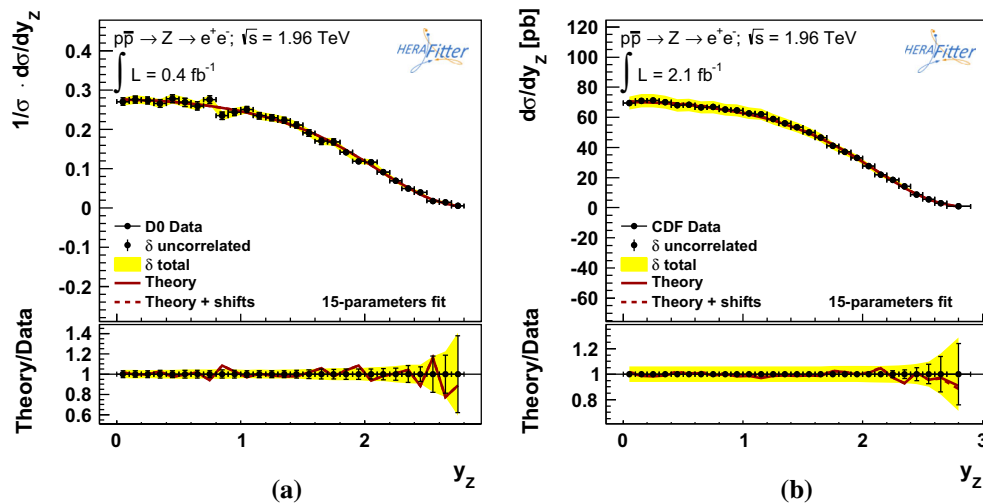 1/σ · dσ/dy_Z
pp̅ → Z → e⁺e⁻; √s = 1.96 TeV
∫ L = 0.4 fb⁻¹
HERAFitter
0.4
0.3
0.2
0.1
0
-0.1
-0.2
D0 Data
δ uncorrelated
δ total
Theory
Theory + shifts
15-parameters fit
Theory/Data
1.4
1.2
1.0
0.8
0.6
0 1 2
y_Z
(a)
dσ/dy_Z [pb]
pp̅ → Z → e⁺e⁻; √s = 1.96 TeV
∫ L = 2.1 fb⁻¹
HERAFitter
120
100
80
60
40
20
0
-20
-40
-60
CDF Data
δ uncorrelated
δ total
Theory
Theory + shifts
15-parameters fit
Theory/Data
1.2
1
0.8
0 1 2 3
y_Z
(b)